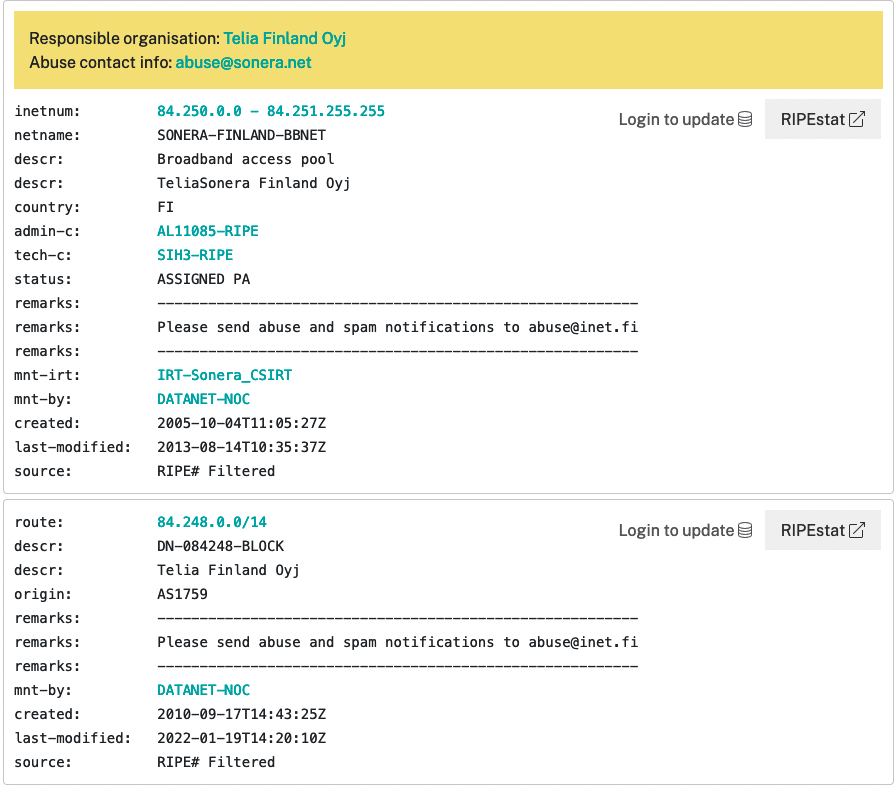 Responsible organisation: Telia Finland Oyj
Abuse contact info: abuse@sonera.net
inetnum: 84.250.0.0 - 84.251.255.255
Login to update RIPEstat
netname: SONERA-FINLAND-BBNET
descr: Broadband access pool
descr: TeliaSonera Finland Oyj
country: FI
admin-c: AL11085-RIPE
tech-c: SIH3-RIPE
status: ASSIGNED PA
remarks: ---------------------------------------------------------
remarks: Please send abuse and spam notifications to abuse@inet.fi
remarks: ---------------------------------------------------------
mnt-irt: IRT-Sonera_CSIRT
mnt-by: DATANET-NOC
created: 2005-10-04T11:05:27Z
last-modified: 2013-08-14T10:35:37Z
source: RIPE# Filtered
route: 84.248.0.0/14
Login to update RIPEstat
descr: DN-084248-BLOCK
descr: Telia Finland Oyj
origin: AS1759
remarks: ---------------------------------------------------------
remarks: Please send abuse and spam notifications to abuse@inet.fi
remarks: ---------------------------------------------------------
mnt-by: DATANET-NOC
created: 2010-09-17T14:43:25Z
last-modified: 2022-01-19T14:20:10Z
source: RIPE# Filtered